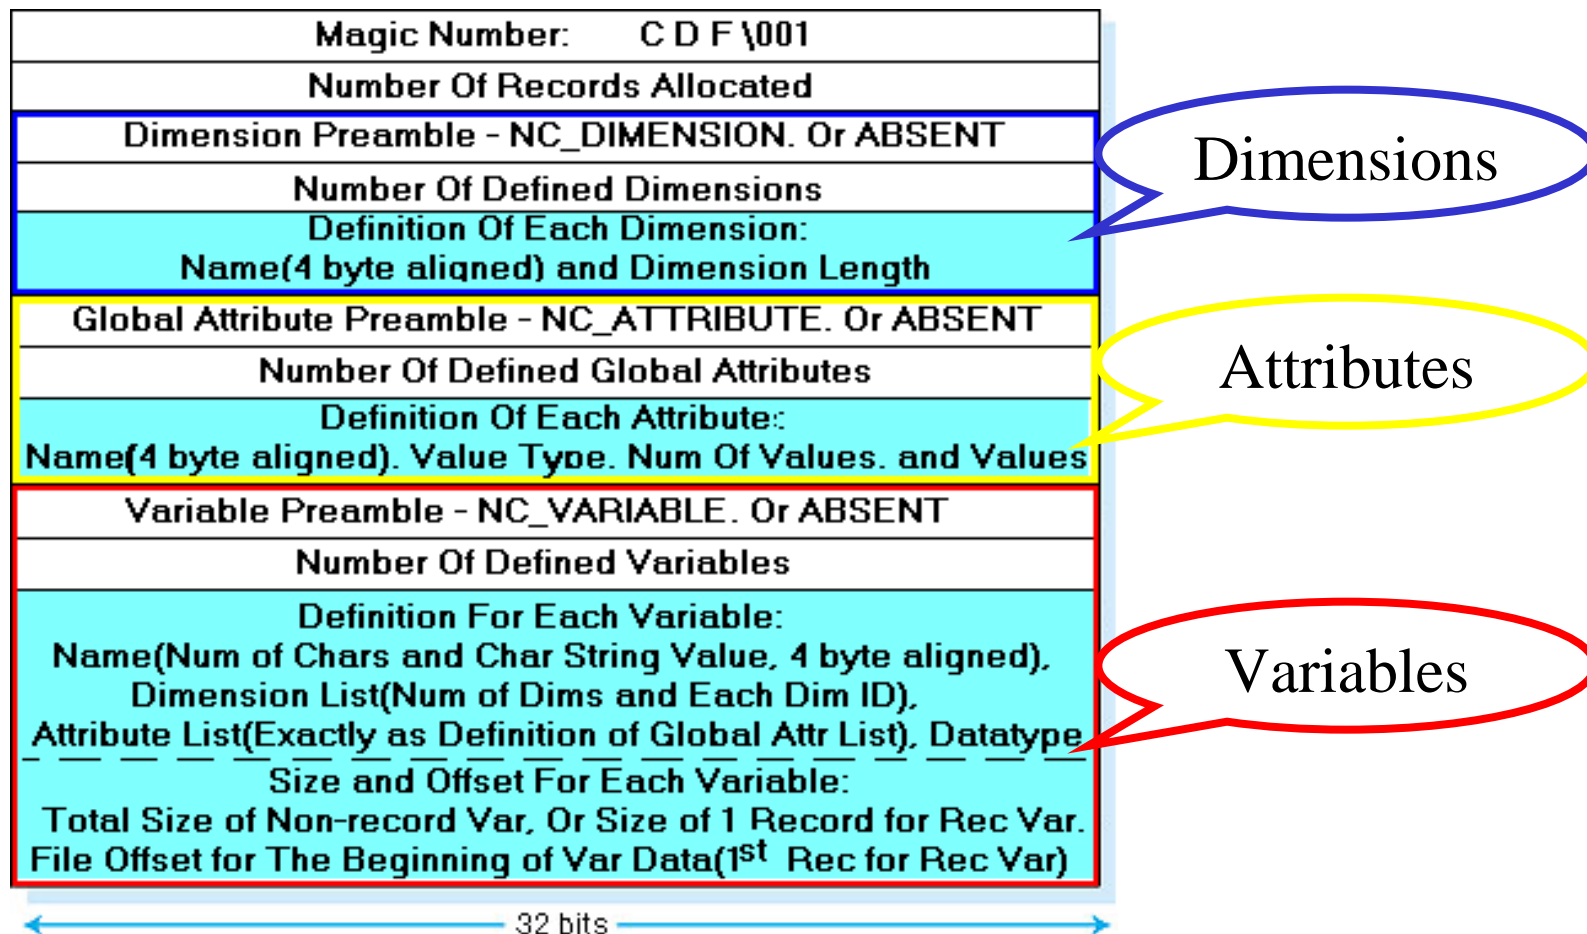 Magic Number: C D F \001
Number Of Records Allocated
Dimension Preamble - NC_DIMENSION. Or ABSENT
Number Of Defined Dimensions
Definition Of Each Dimension:
Name(4 byte aligned) and Dimension Length
Dimensions
Global Attribute Preamble - NC_ATTRIBUTE. Or ABSENT
Number Of Defined Global Attributes
Definition Of Each Attribute:
Name(4 byte aligned). Value Type. Num Of Values. and Values
Attributes
Variable Preamble - NC_VARIABLE. Or ABSENT
Number Of Defined Variables
Definition For Each Variable:
Name(Num of Chars and Char String Value, 4 byte aligned),
Dimension List(Num of Dims and Each Dim ID),
Attribute List(Exactly as Definition of Global Attr List), Datatype
Variables
Size and Offset For Each Variable:
Total Size of Non-record Var, Or Size of 1 Record for Rec Var.
File Offset for The Beginning of Var Data(1st Rec for Rec Var)
32 bits